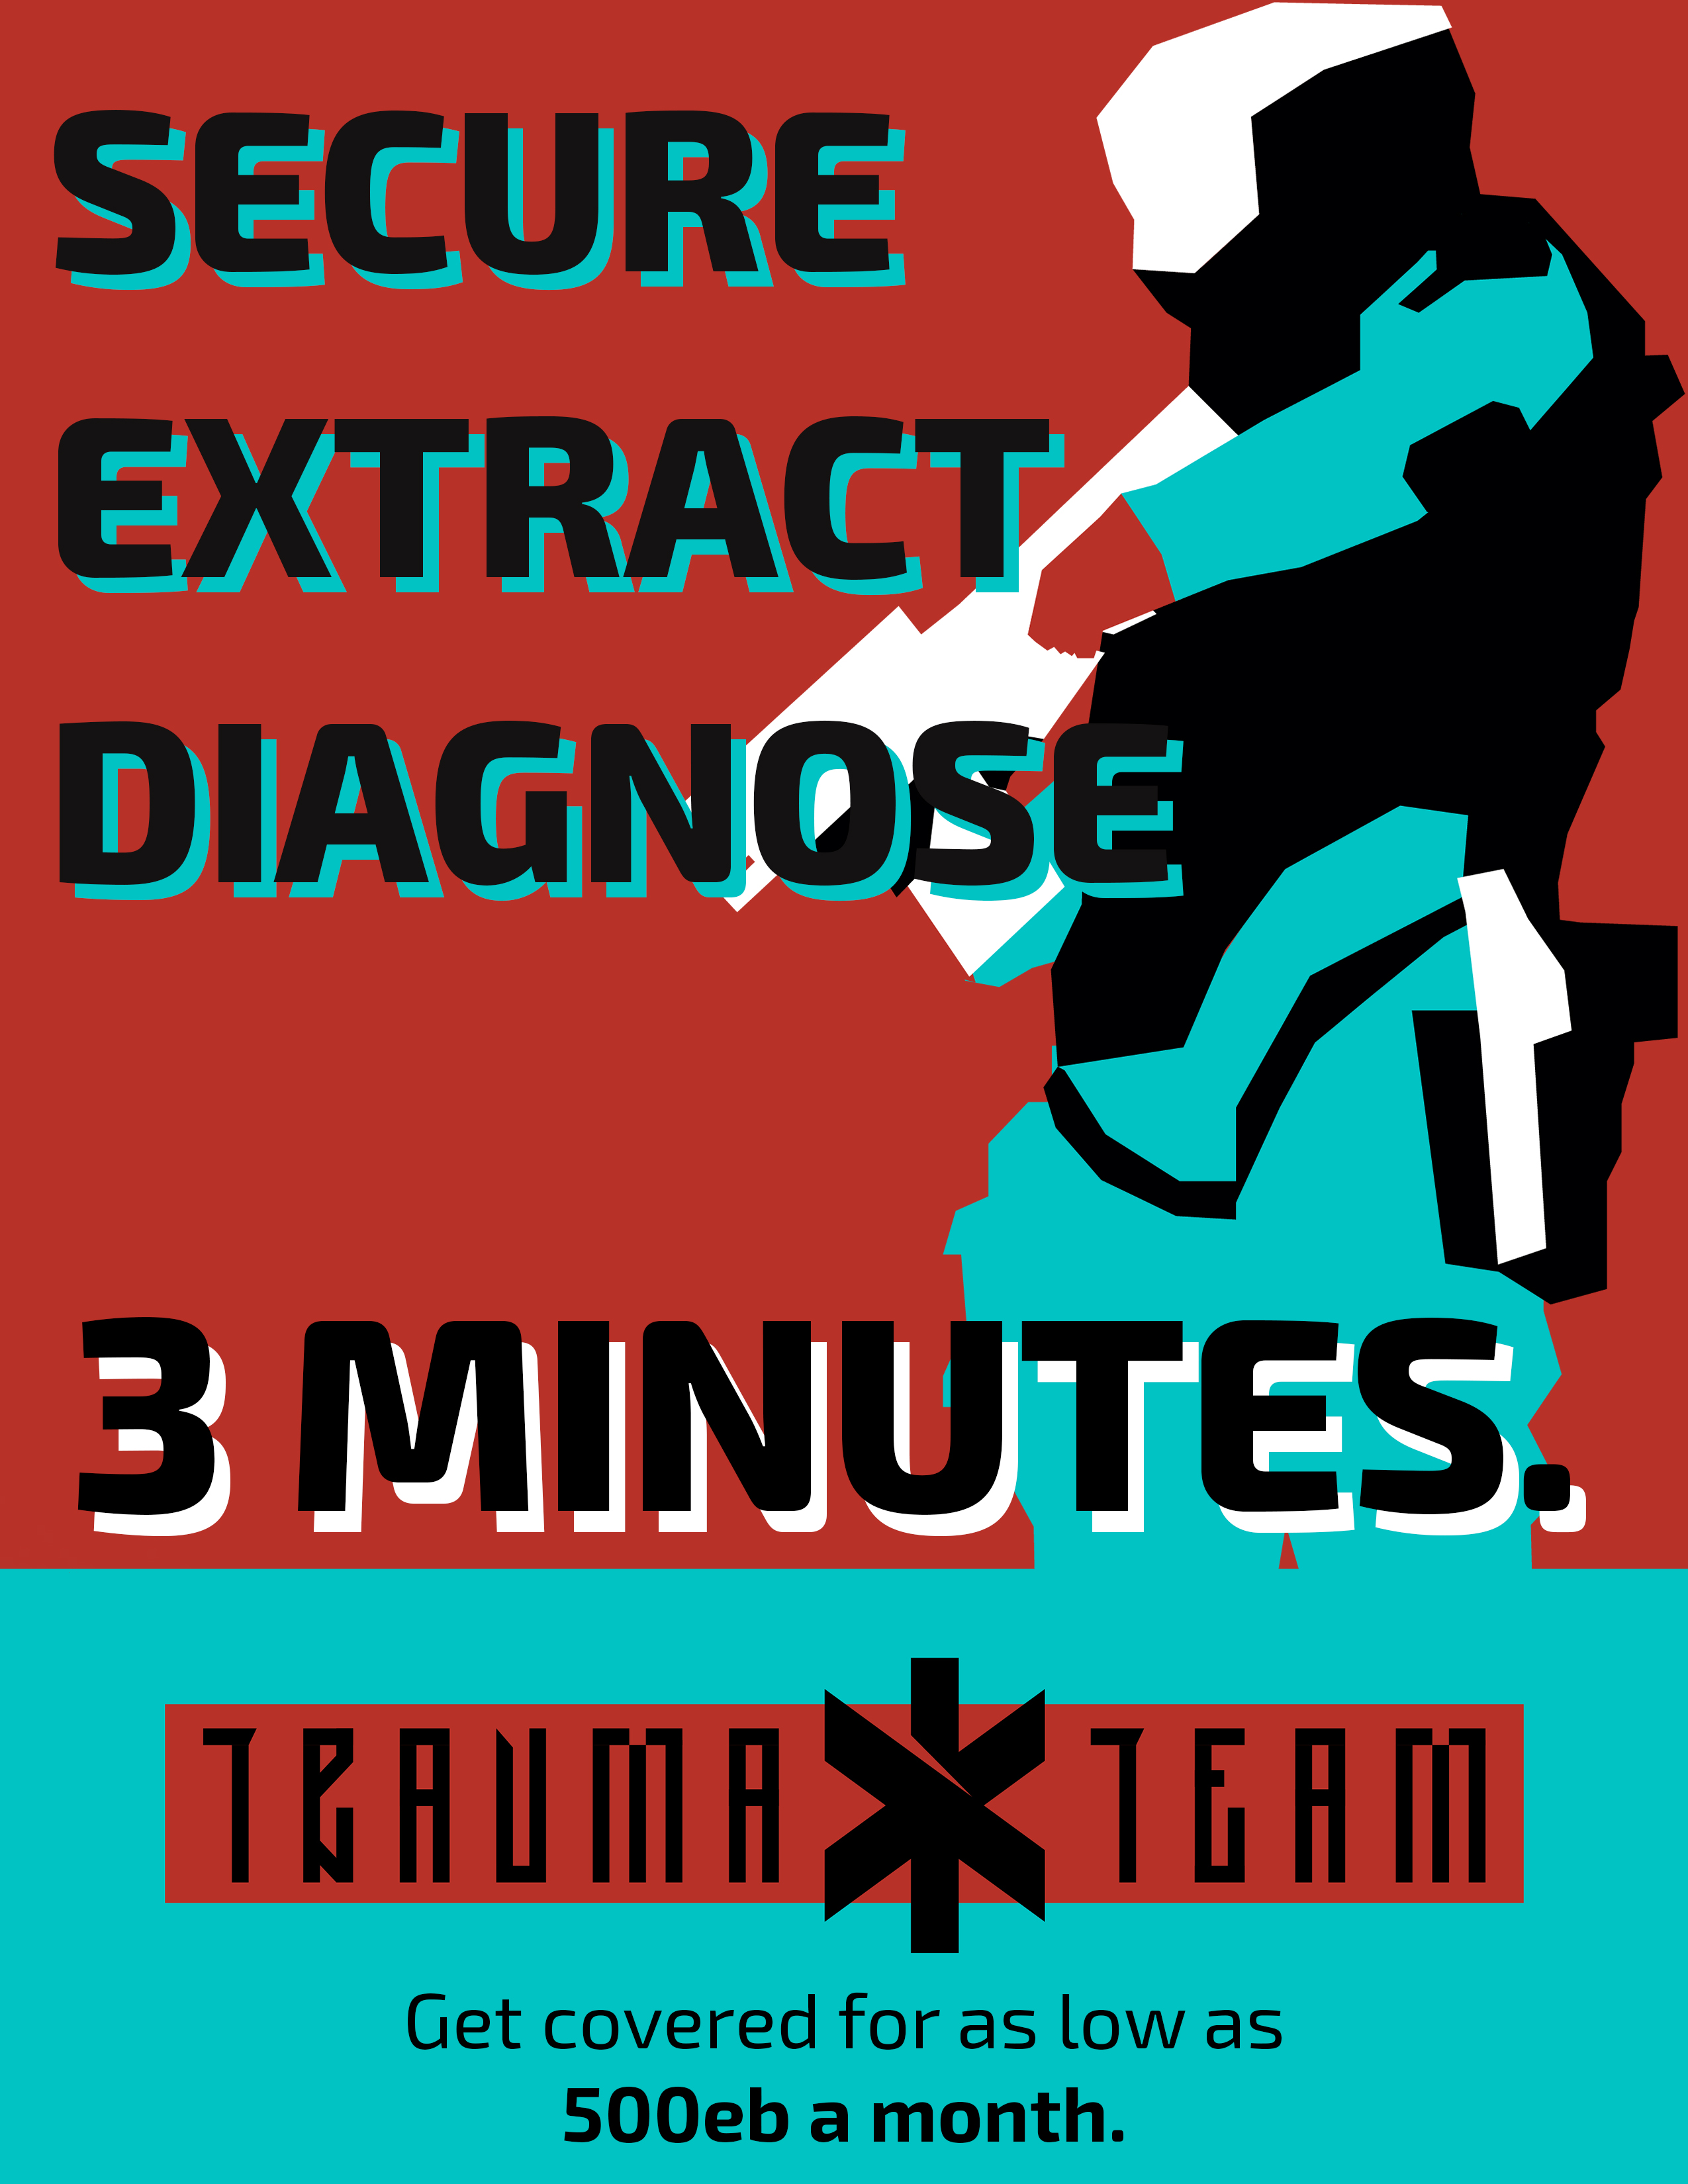 SECURE
EXTRACT
DIAGNOSE
3 MINUTES.
TRAUMA TEAM
Get covered for as low as
500eb a month.